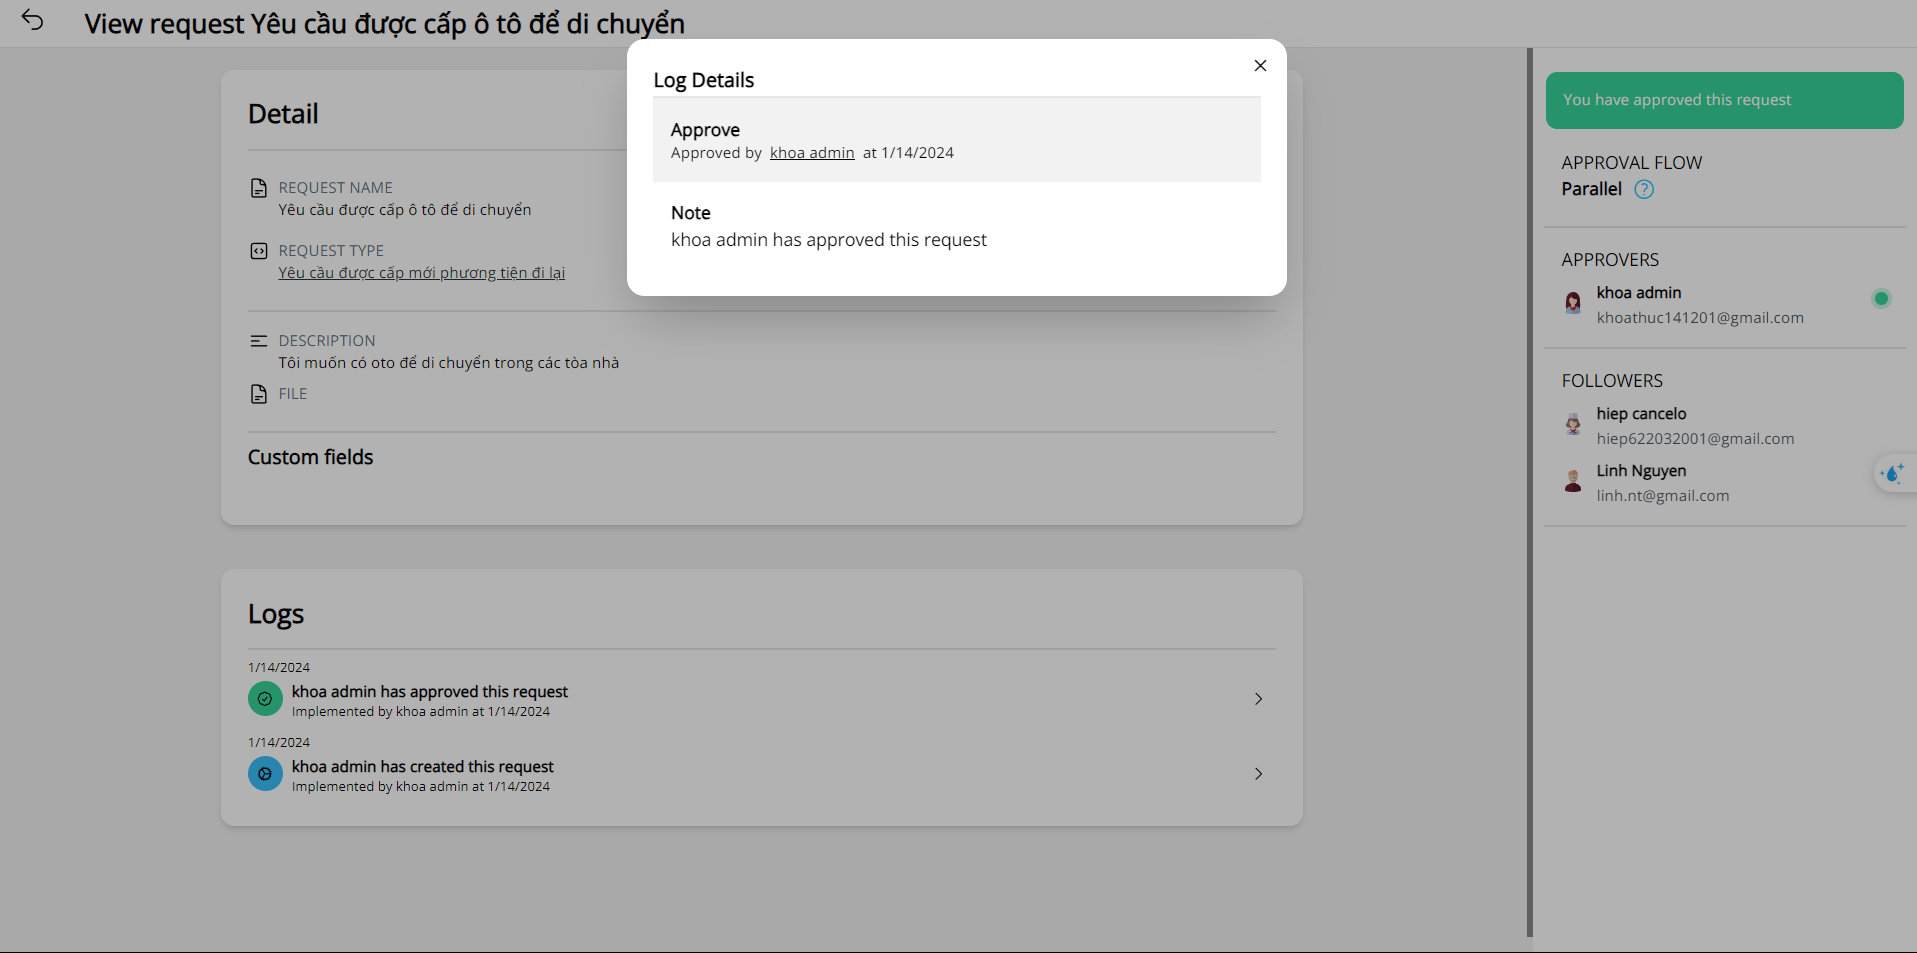 View request Yêu cầu được cấp ô tô để di chuyển
Log Details
Approve
Approved by khoa admin at 1/14/2024
Note
khoa admin has approved this request
Detail
REQUEST NAME
Yêu cầu được cấp ô tô để di chuyển
REQUEST TYPE
Yêu cầu được cấp mới phương tiện đi lại
DESCRIPTION
Tôi muốn có oto để di chuyển trong các tòa nhà
FILE
Custom fields
Logs
1/14/2024
khoa admin has approved this request
Implemented by khoa admin at 1/14/2024
1/14/2024
khoa admin has created this request
Implemented by khoa admin at 1/14/2024
You have approved this request
APPROVAL FLOW
Parallel
APPROVERS
khoa admin
khoathuc141201@gmail.com
FOLLOWERS
hiep cancelo
hiep622032001@gmail.com
Linh Nguyen
linh.nt@gmail.com